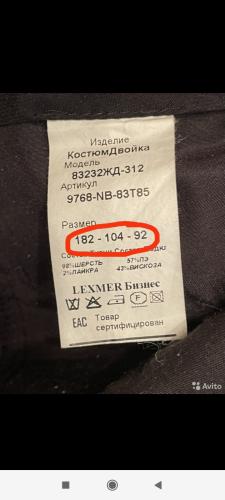 Изделие
КостюмДвойка
Модель
83232ЖД-312
Артикул
9768-NB-83T85
Размер
182 - 104 - 92
98%ШЕРСТЬ 57%ПЭ
2%ЛАЙКРА 43%ВИСКОЗА
LEXMER Бизнес
EAC Товар
сертифицирован
Avito